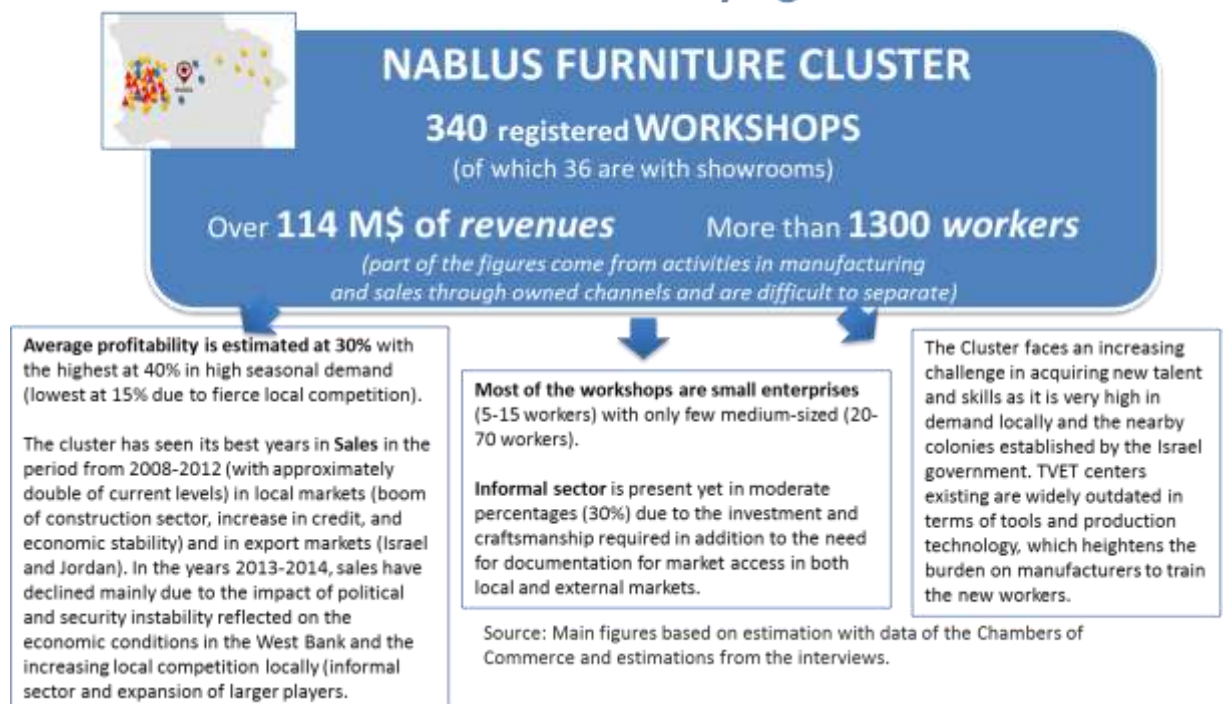 NABLUS FURNITURE CLUSTER
340 registered WORKSHOPS
(of which 36 are with showrooms)
Over 114 M$ of revenues
More than 1300 workers
(part of the figures come from activities in manufacturing
and sales through owned channels and are difficult to separate)
Average profitability is estimated at 30% with
the highest at 40% in high seasonal demand
(lowest at 15% due to fierce local competition).
The cluster has seen its best years in Sales in the
period from 2008-2012 (with approximately
double of current levels) in local markets (boom
of construction sector, increase in credit, and
economic stability) and in export markets (Israel
and Jordan). In the years 2013-2014, sales have
declined mainly due to the impact of political
and security instability reflected on the
economic conditions in the West Bank and the
increasing local competition locally (informal
sector and expansion of larger players.
Most of the workshops are small enterprises
(5-15 workers) with only few medium-sized (20-
70 workers).
Informal sector is present yet in moderate
percentages (30%) due to the investment and
craftsmanship required in addition to the need
for documentation for market access in both
local and external markets.
The Cluster faces an increasing
challenge in acquiring new talent
and skills as it is very high in
demand locally and the nearby
colonies established by the Israel
government. TVET centers
existing are widely outdated in
terms of tools and production
technology, which heightens the
burden on manufacturers to train
the new workers.
Source: Main figures based on estimation with data of the Chambers of
Commerce and estimations from the interviews.